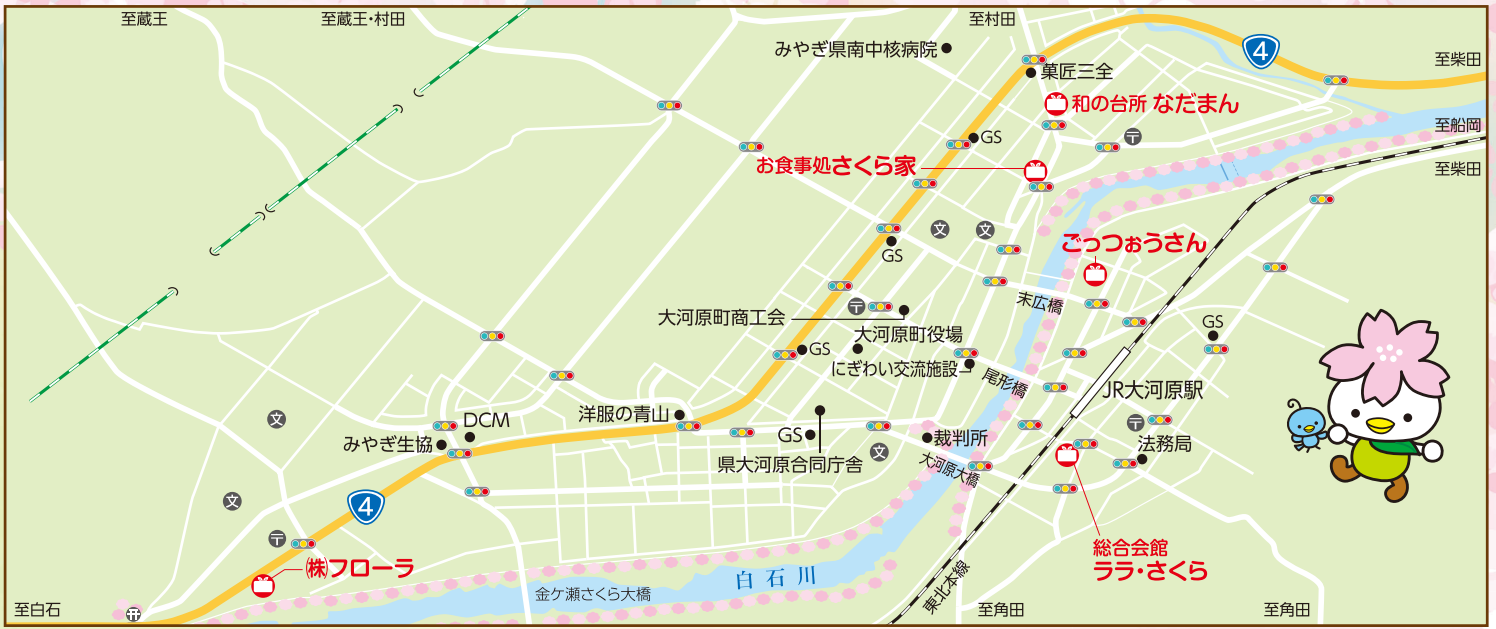 至蔵王
至蔵王・村田
至村田
みやぎ県南中核病院
4
至柴田
菓匠三全
和の台所 なだまん
GS
〒
至船岡
お食事処さくら家
至柴田
文
文
GS
ごっつぉうさん
末広橋
〒
大河原町商工会
大河原町役場
GS
GS
にぎわい交流施設
尾形橋
JR大河原駅
文
DCM
洋服の青山
みやぎ生協
GS
県大河原合同庁舎
文
裁判所
大河原大橋
〒
法務局
文
4
〒
㈱フローラ
総合会館
ララ・さくら
白石川
金ケ瀬さくら大橋
東北本線
至白石
至角田
至角田